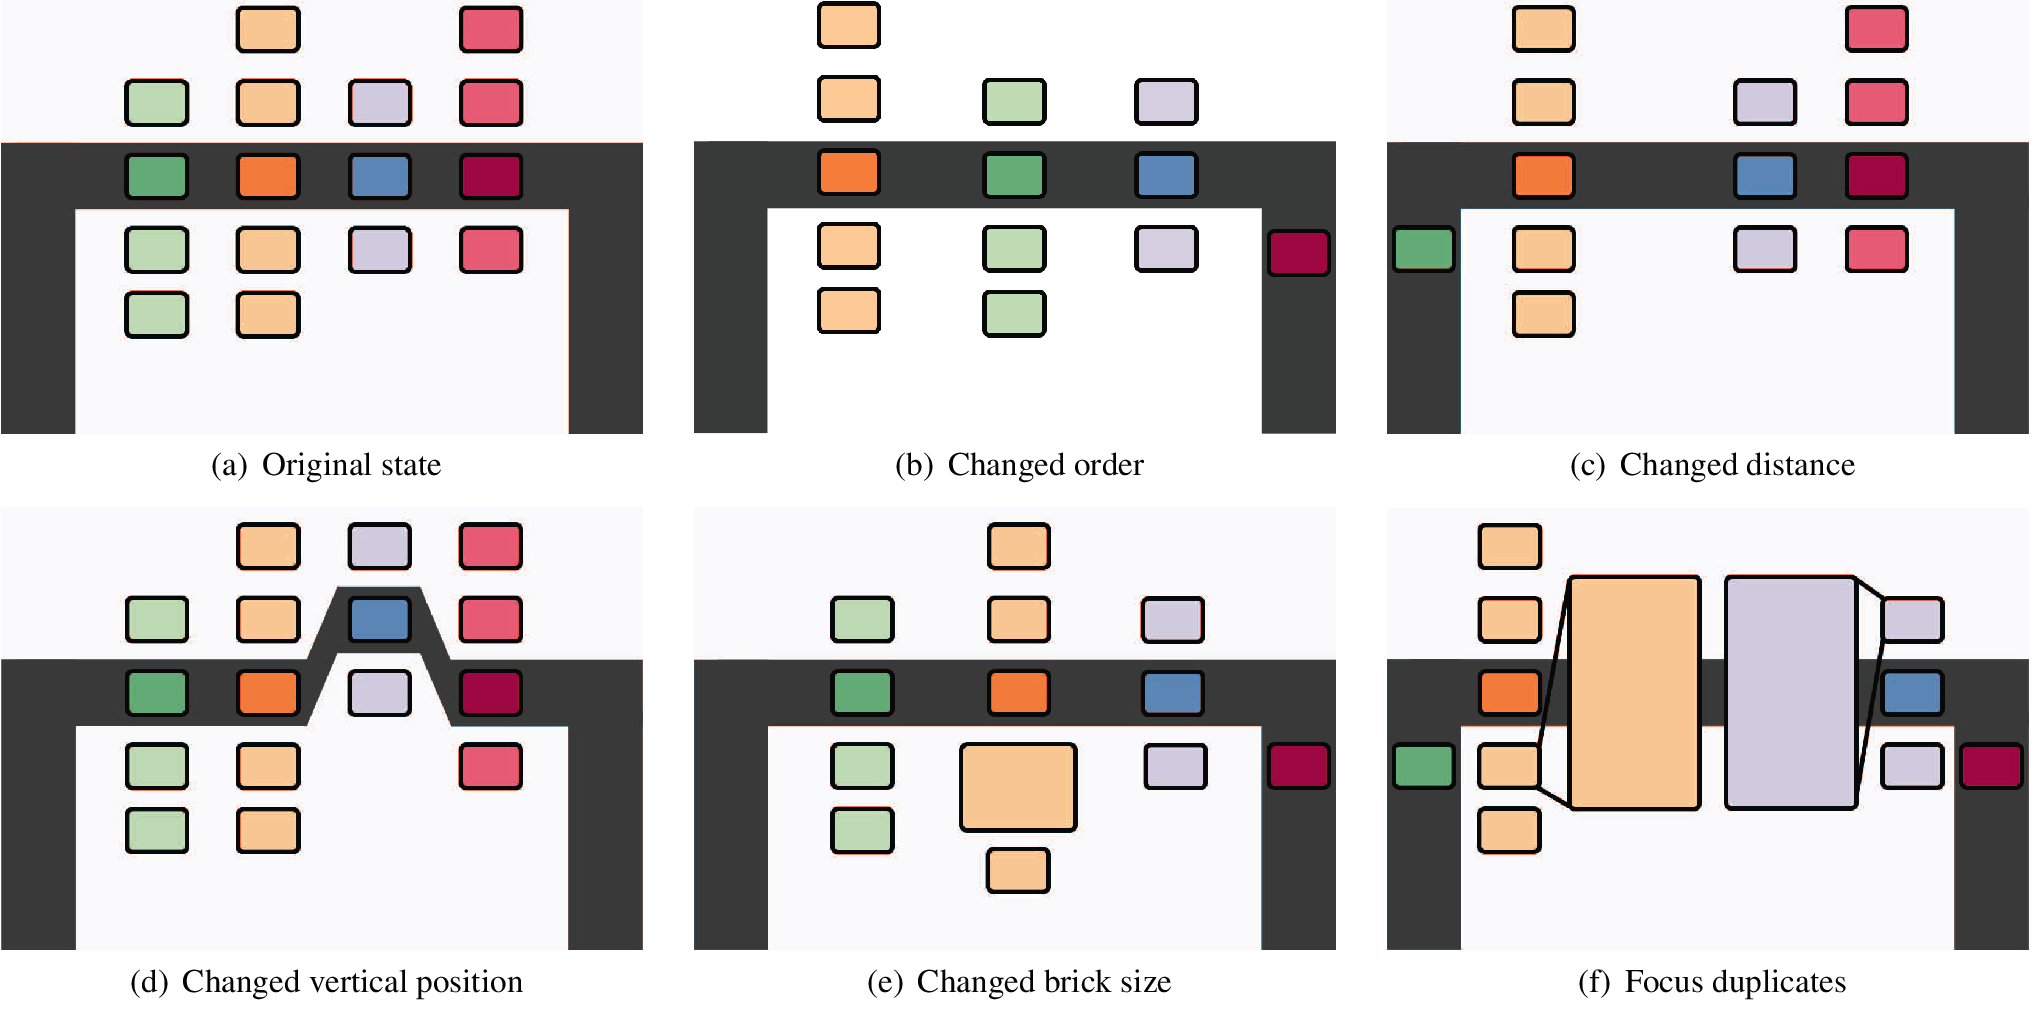 (a) Original state
(b) Changed order
(c) Changed distance
(d) Changed vertical position
(e) Changed brick size
(f) Focus duplicates